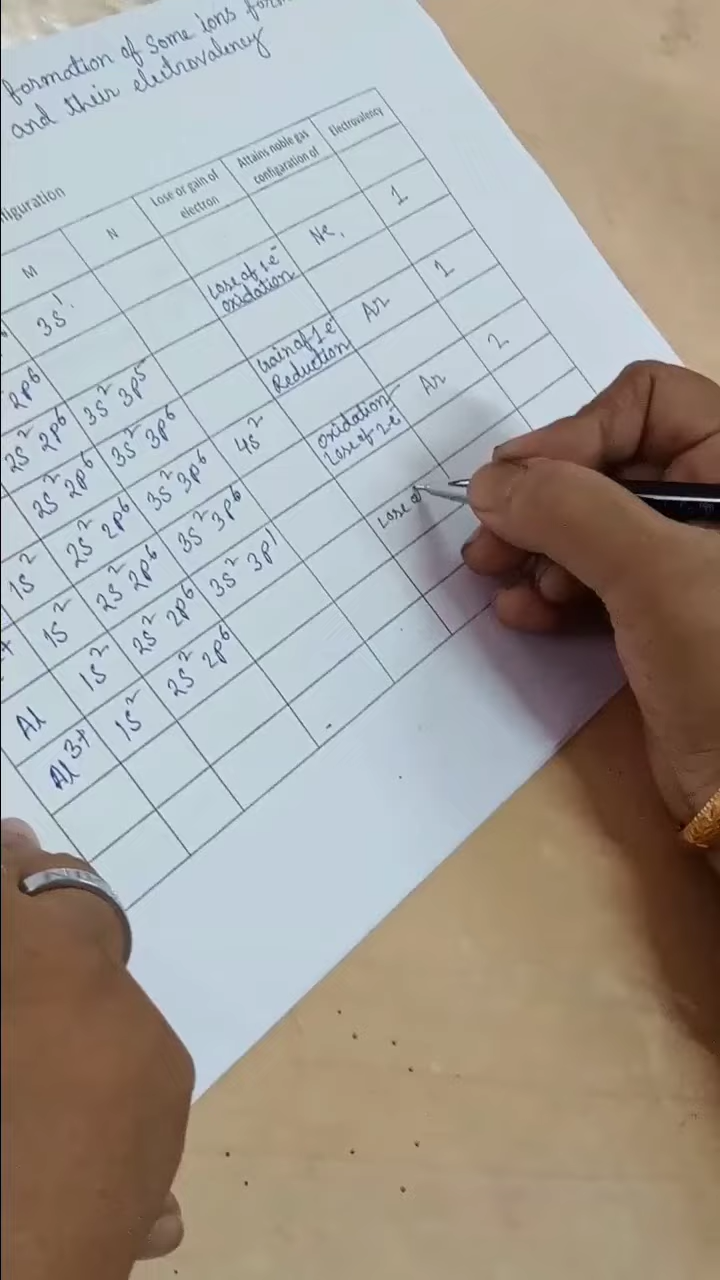 formation of some ions
and their electrovalency
M
N
Lose or gain of
electron
Attains noble gas
configaration of
Electrovalency
3S¹
Lose of 1e⁻
oxidation
Ne,
1
2p⁶
2S² 2p⁶ 3S² 3p⁵
Gain of 1e⁻
Reduction
Ar
1
2S² 2p⁶ 3S² 3p⁶
1S² 2S² 2p⁶ 3S² 3p⁶ 4S²
oxidation
Lose of 2e⁻
Ar
2
1S² 2S² 2p⁶ 3S² 3p⁶
Al 1S² 2S² 2p⁶ 3S² 3p¹
Lose o
Al³⁺ 1S² 2S² 2p⁶